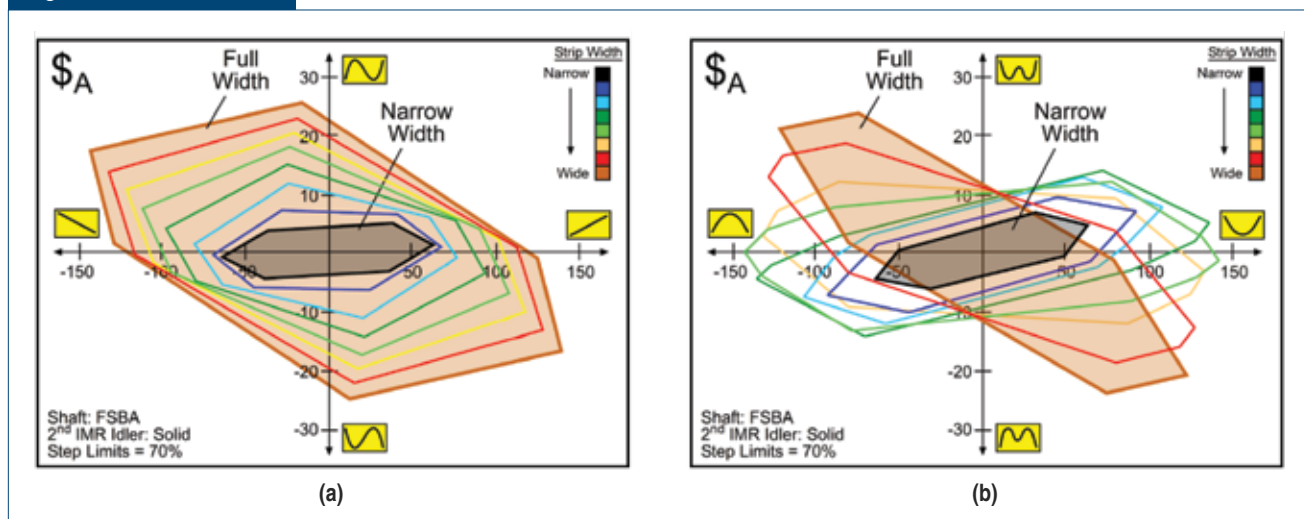 $A
Full
Width
Narrow
Width
Strip Width
Narrow
Wide
30
20
10
-150
-100
-50
50
100
150
-10
-20
-30
Shaft: FSBA
2nd IMR Idler: Solid
Step Limits = 70%
(a)
$A
Full
Width
Narrow
Width
Strip Width
Narrow
Wide
30
20
10
-150
-100
-50
50
100
150
-10
-20
-30
Shaft: FSBA
2nd IMR Idler: Solid
Step Limits = 70%
(b)